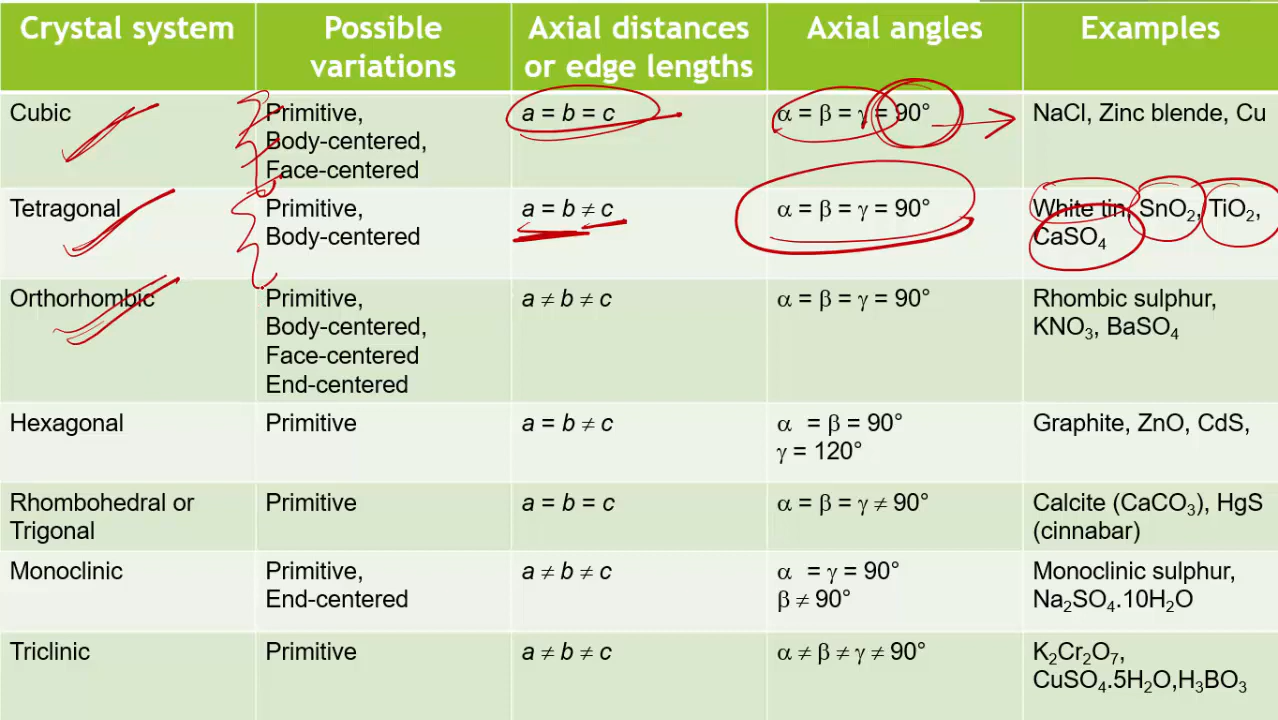 Crystal system
Possible
variations
Axial distances
or edge lengths
Axial angles
Examples
Cubic
Primitive,
Body-centered,
Face-centered
a = b = c
α = β = γ = 90°
NaCl, Zinc blende, Cu
Tetragonal
Primitive,
Body-centered
a = b ≠ c
α = β = γ = 90°
White tin, SnO₂, TiO₂,
CaSO₄
Orthorhombic
Primitive,
Body-centered,
Face-centered
End-centered
a ≠ b ≠ c
α = β = γ = 90°
Rhombic sulphur,
KNO₃, BaSO₄
Hexagonal
Primitive
a = b ≠ c
α = β = 90°
γ = 120°
Graphite, ZnO, CdS,
Rhombohedral or
Trigonal
Primitive
a = b = c
α = β = γ ≠ 90°
Calcite (CaCO₃), HgS
(cinnabar)
Monoclinic
Primitive,
End-centered
a ≠ b ≠ c
α = γ = 90°
β ≠ 90°
Monoclinic sulphur,
Na₂SO₄.10H₂O
Triclinic
Primitive
a ≠ b ≠ c
α ≠ β ≠ γ ≠ 90°
K₂Cr₂O₇,
CuSO₄.5H₂O,H₃BO₃